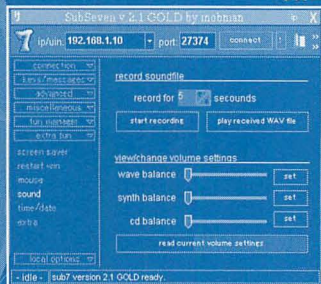 SubSeven v 2.1 GOLD by mobman
ip/uin: 192.168.1.10 port: 27374 connect
connection
keys/messages
advanced
miscellaneous
fun manager
extra fun
screen saver
restart win
mouse
sound
time/date
extra
local options
record soundfile
record for 5 seconds
start recording play received WAV file
view/change volume settings
wave balance set
synth balance set
cd balance set
read current volume settings
- idle - sub7 version 2.1 GOLD ready.